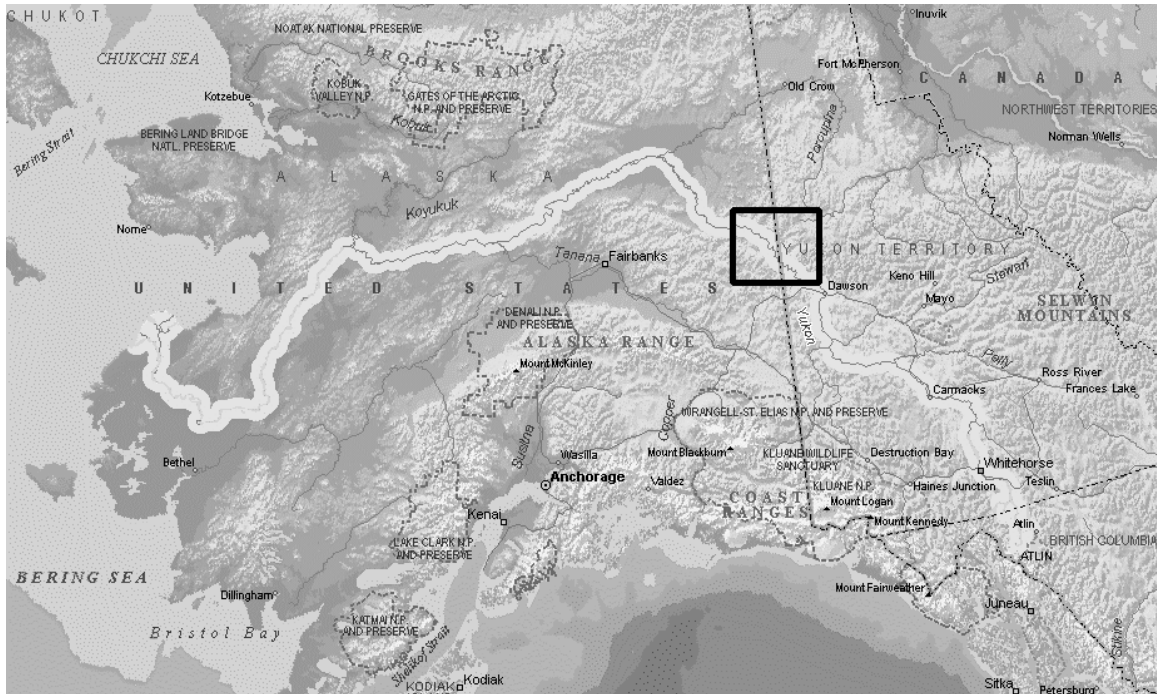 CHUKOT
Inuvik
NOATAK NATIONAL PRESERVE
BROOKS RANGE
CHUKCHI SEA
Fort McPherson
CANADA
KOBUK
VALLEY N.P.
GATES OF THE ARCTIC
N.P. AND PRESERVE
Old Crow
Kotzebue
Kobuk
Porcupine
NORTHWEST TERRITORIES
Norman Wells
Bering Strait
BERING LAND BRIDGE
NATL. PRESERVE
ALASKA
Koyukuk
Nome
Tanana
Fairbanks
YUKON TERRITORY
Keno Hill
Stewart
UNITED STATES
Dawson
Mayo
SELWYN
MOUNTAINS
DENALI N.P.
AND PRESERVE
Yukon
ALASKA RANGE
Mount McKinley
Pelly
Ross River
Frances Lake
Carmacks
Copper
WRANGELL-ST. ELIAS N.P. AND PRESERVE
Susitna
Bethel
Wasilla
Mount Blackburn
KLUANE WILDLIFE
SANCTUARY
Destruction Bay
Whitehorse
Anchorage
Valdez
KLUANE N.P.
Haines Junction
Teslin
COAST
RANGES
Mount Logan
Kenai
Mount Kennedy
Atlin
LAKE CLARK N.P.
AND PRESERVE
BRITISH COLUMBIA
ATLIN
BERING SEA
Dillingham
Mount Fairweather
Juneau
KATMAI N.P.
AND PRESERVE
Bristol Bay
Shelikof Strait
Stikine
KODIAK
Kodiak
Sitka
Petersburg